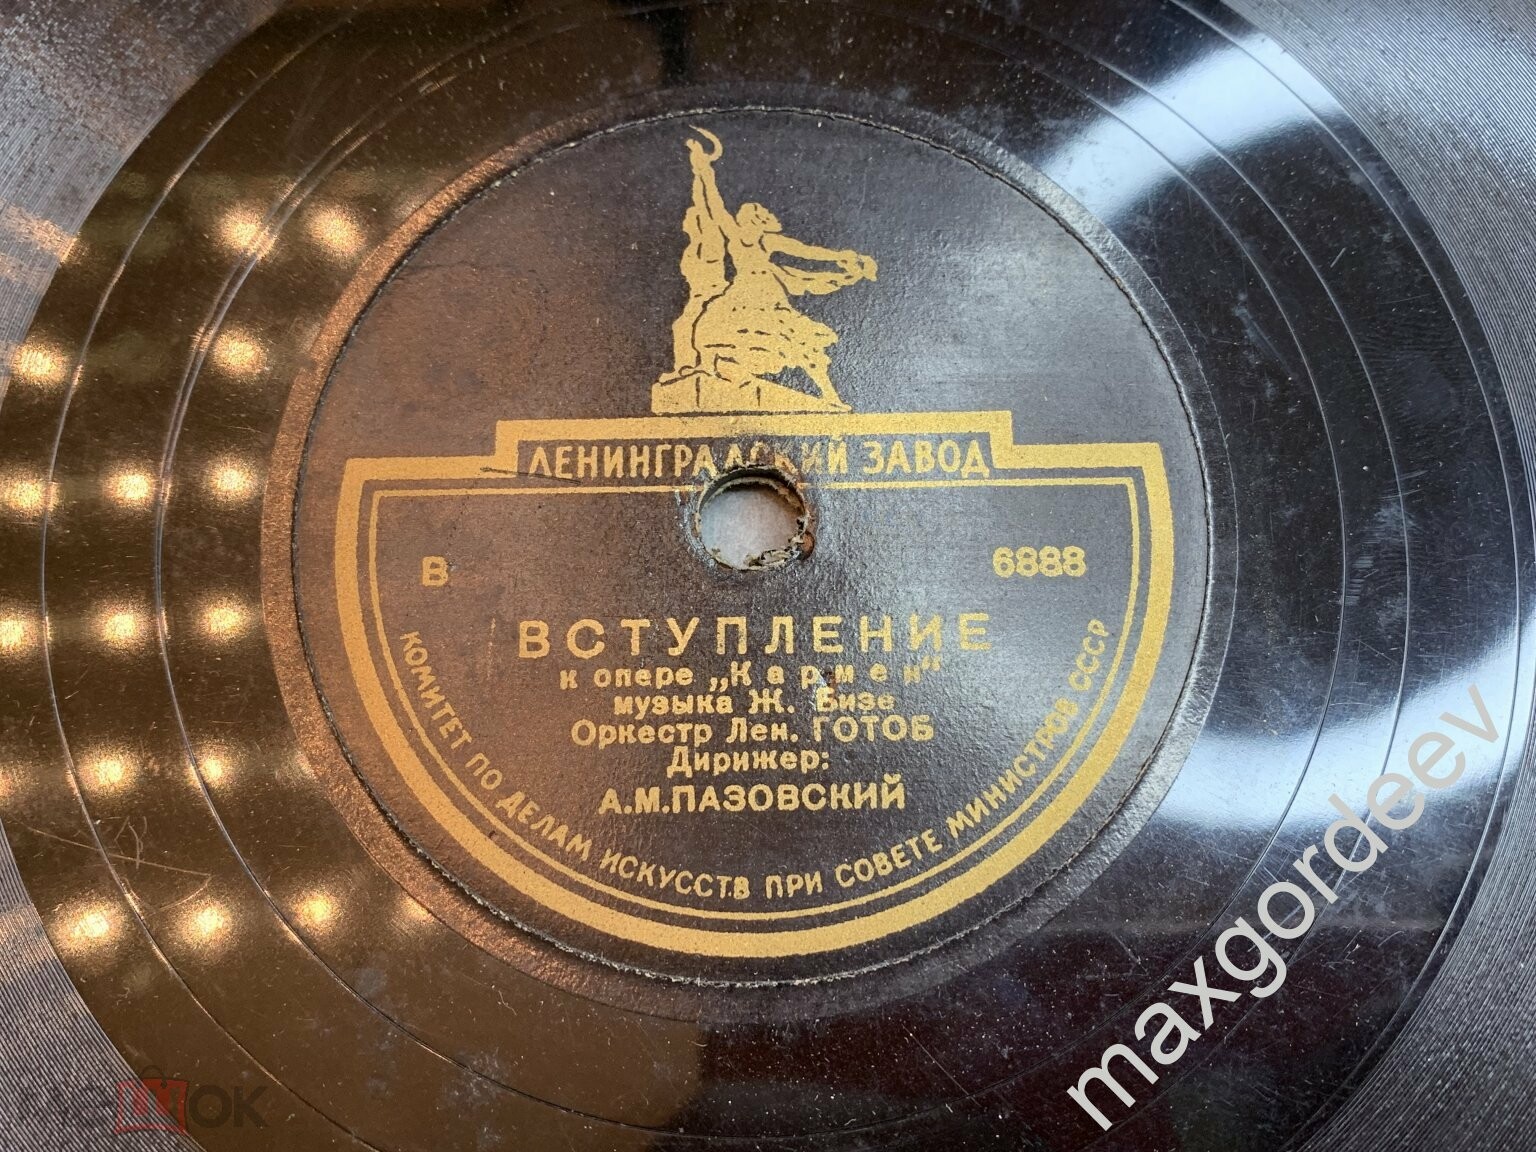 ЛЕНИНГРАДСКИЙ ЗАВОД
В 6888
ВСТУПЛЕНИЕ
к опере „Кармен“
музыка Ж. Бизе
Оркестр Лен. ГОТОБ
Дирижер:
А.М.ПАЗОВСКИЙ
КОМИТЕТ ПО ДЕЛАМ ИСКУССТВ ПРИ СОВЕТЕ МИНИСТРОВ СССР
maxgordeev
мешок